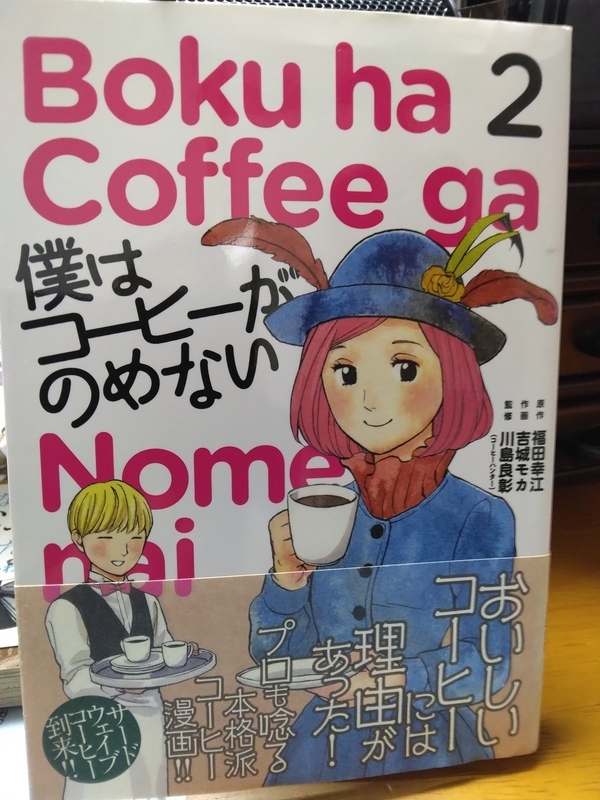 Boku ha 2
Coffee ga
僕は
コーヒーが
のめない
Nome
nai
原作
福田幸江
作画
吉城モカ
監修
川島良彰
(コーヒーハンター)
おいしい
コーヒーには
理由が
あった!
プロも唸る
本格派
コーヒー
漫画!!
サード
ウェイブ
コーヒー
到来!!